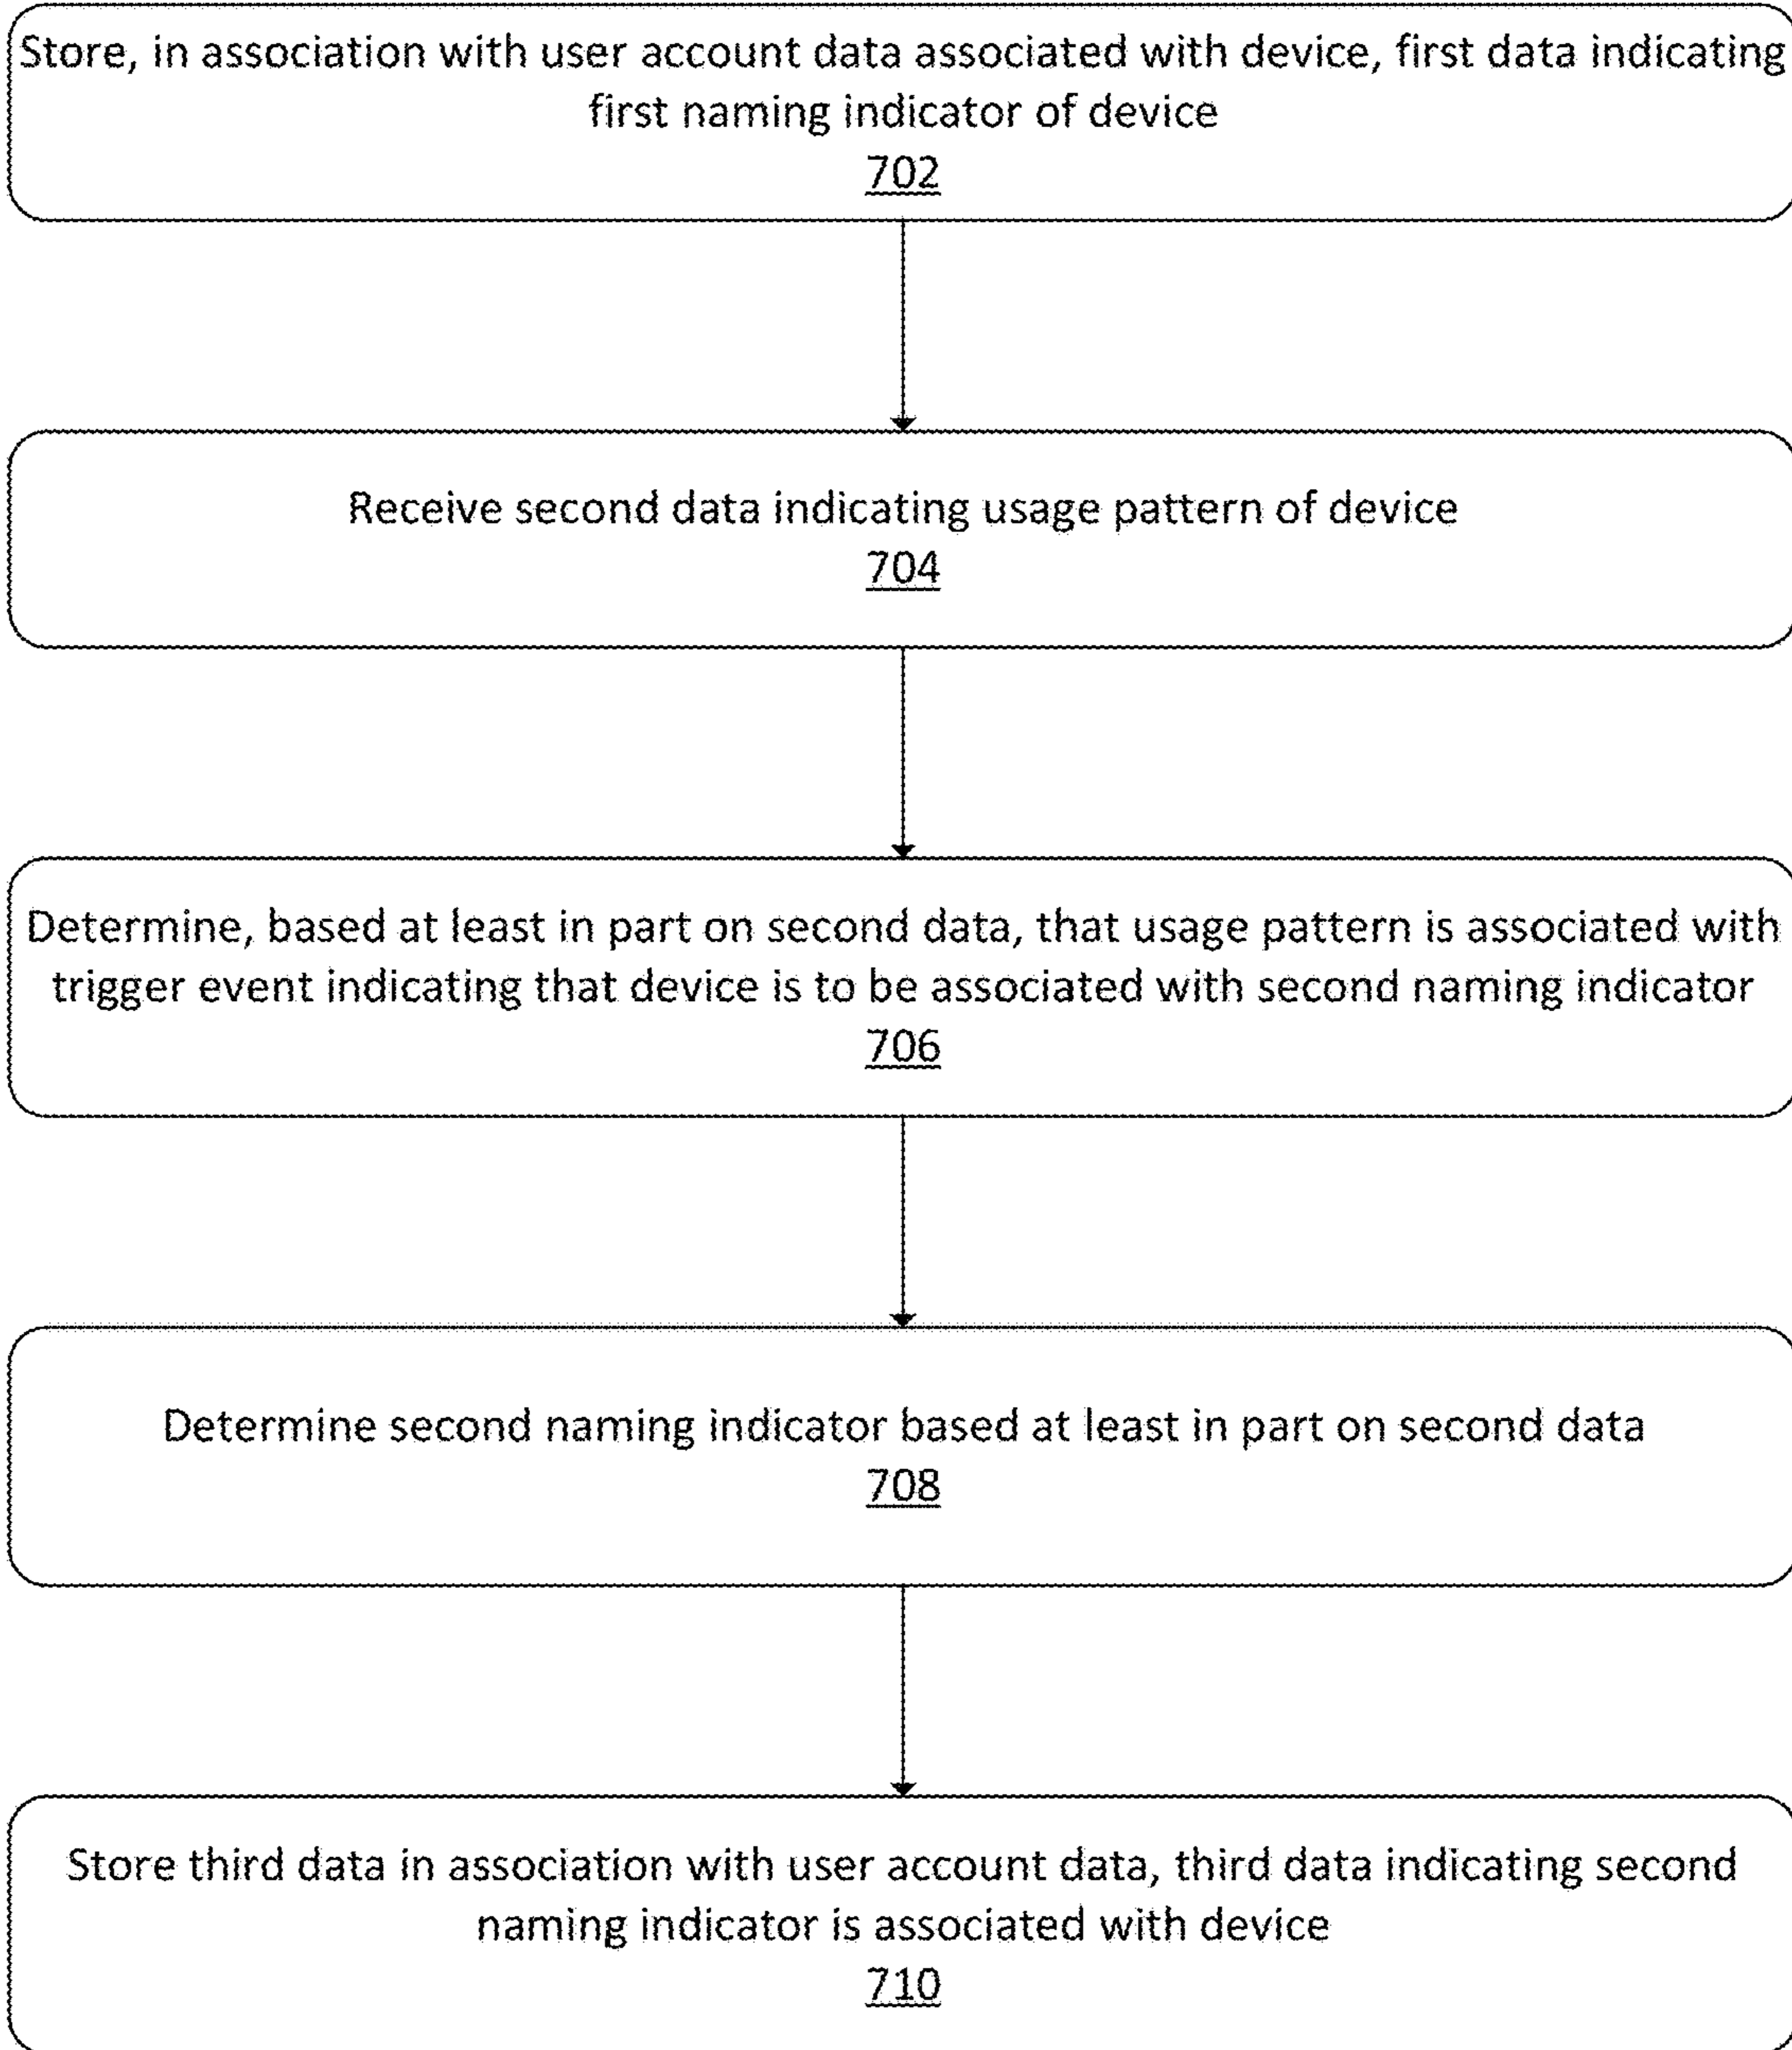 Store, in association with user account data associated with device, first data indicating
first naming indicator of device
702
Receive second data indicating usage pattern of device
704
Determine, based at least in part on second data, that usage pattern is associated with
trigger event indicating that device is to be associated with second naming indicator
706
Determine second naming indicator based at least in part on second data
708
Store third data in association with user account data, third data indicating second
naming indicator is associated with device
710